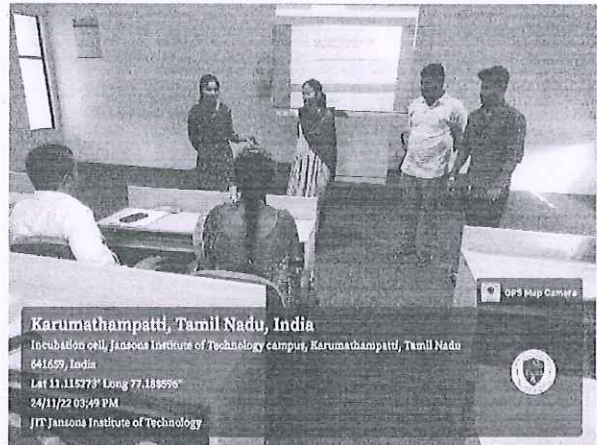 GPS Map Camera
Karumathampatti, Tamil Nadu, India
Incubation cell, Jansons Institute of Technology campus, Karumathampatti, Tamil Nadu
641659, India
Lat 11.115273° Long 77.188596°
24/11/22 03:49 PM
JIT Jansons Institute of Technology